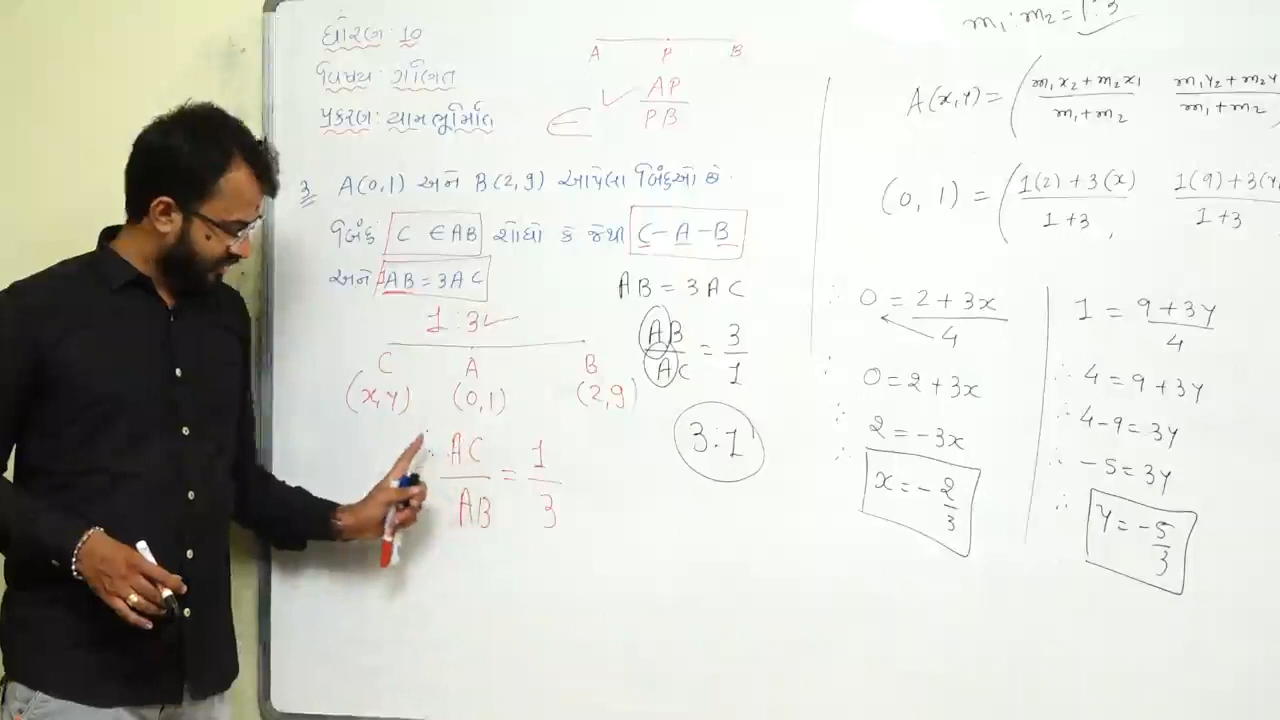 ધોરણ: 10
વિષય: ગણિત
પ્રકરણ: યામ ભૂમિતિ
A P B
AP
PB
∈
3 A(0,1) અને B(2,9) આપેલા બિંદુઓ છે.
બિંદુ C ∈ AB શોધો કે જેથી C-A-B
અને AB = 3AC
1:3
C A B
(x,y) (0,1) (2,9)
∴ AC/AB = 1/3
AB = 3AC
AB/AC = 3/1
3:1
m₁:m₂ = 1:3
A(x,y) = ( m₁x₂+m₂x₁ / m₁+m₂ m₁y₂+m₂y / m₁+m₂
(0,1) = ( 1(2)+3(x) / 1+3 , 1(9)+3(y / 1+3
∴ 0 = 2+3x / 4
∴ 0 = 2+3x
∴ 2 = -3x
∴ x = -2/3
1 = 9+3y / 4
∴ 4 = 9+3y
∴ 4-9 = 3y
∴ -5 = 3y
∴ y = -5/3